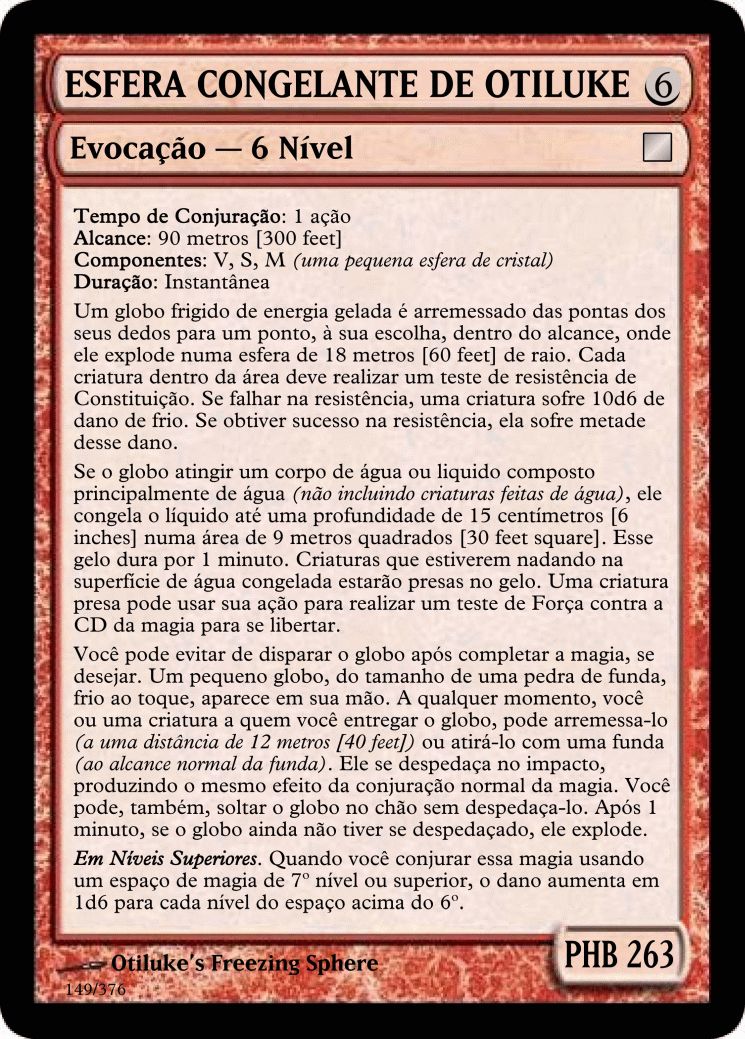 ESFERA CONGELANTE DE OTILUKE 6
Evocação — 6 Nível
Tempo de Conjuração: 1 ação
Alcance: 90 metros [300 feet]
Componentes: V, S, M (uma pequena esfera de cristal)
Duração: Instantânea
Um globo frigido de energia gelada é arremessado das pontas dos
seus dedos para um ponto, à sua escolha, dentro do alcance, onde
ele explode numa esfera de 18 metros [60 feet] de raio. Cada
criatura dentro da área deve realizar um teste de resistência de
Constituição. Se falhar na resistência, uma criatura sofre 10d6 de
dano de frio. Se obtiver sucesso na resistência, ela sofre metade
desse dano.
Se o globo atingir um corpo de água ou liquido composto
principalmente de água (não incluindo criaturas feitas de água), ele
congela o líquido até uma profundidade de 15 centímetros [6
inches] numa área de 9 metros quadrados [30 feet square]. Esse
gelo dura por 1 minuto. Criaturas que estiverem nadando na
superfície de água congelada estarão presas no gelo. Uma criatura
presa pode usar sua ação para realizar um teste de Força contra a
CD da magia para se libertar.
Você pode evitar de disparar o globo após completar a magia, se
desejar. Um pequeno globo, do tamanho de uma pedra de funda,
frio ao toque, aparece em sua mão. A qualquer momento, você
ou uma criatura a quem você entregar o globo, pode arremessa-lo
(a uma distância de 12 metros [40 feet]) ou atirá-lo com uma funda
(ao alcance normal da funda). Ele se despedaça no impacto,
produzindo o mesmo efeito da conjuração normal da magia. Você
pode, também, soltar o globo no chão sem despedaça-lo. Após 1
minuto, se o globo ainda não tiver se despedaçado, ele explode.
Em Níveis Superiores. Quando você conjurar essa magia usando
um espaço de magia de 7º nível ou superior, o dano aumenta em
1d6 para cada nível do espaço acima do 6º.
PHB 263
Otiluke's Freezing Sphere
149/376